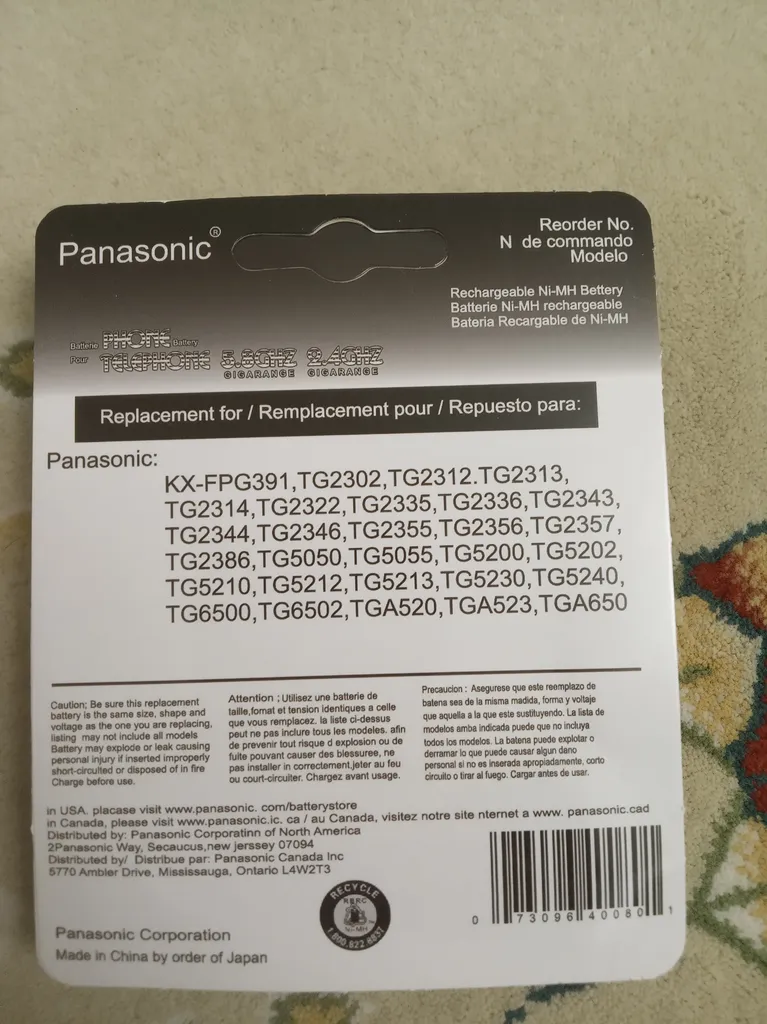 Panasonic®
Reorder No.
N de commando
Modelo
Rechargeable Ni-MH Bettery
Batterie Ni-MH rechargeable
Bateria Recargable de Ni-MH
Batterie PHONE Battery
Pour TELEPHONE 5.8GHZ 2.4GHZ
GIGARANGE GIGARANGE
Replacement for / Remplacement pour / Repuesto para:
Panasonic:
KX-FPG391,TG2302,TG2312.TG2313,
TG2314,TG2322,TG2335,TG2336,TG2343,
TG2344,TG2346,TG2355,TG2356,TG2357,
TG2386,TG5050,TG5055,TG5200,TG5202,
TG5210,TG5212,TG5213,TG5230,TG5240,
TG6500,TG6502,TGA520,TGA523,TGA650
Caution; Be sure this replacement
battery is the same size, shape and
voltage as the one you are replacing,
listing may not include all models
Battery may explode or leak causing
personal injury if inserted improperly
short-circuited or disposed of in fire
Charge before use.
Attention ; Utilisez une batterie de
taille,fomat et tension identiques a celle
que vous remplacez. la liste ci-dessus
peut ne pas inclure tous les modeles. afin
de prevenir tout risque d explosion ou de
fuite pouvant causer des blessuriee, ne
pas installer in correctement,jeter au feu
ou court-circuiter. Chargez avant usage.
Precaucion : Asegurese que este reemplazo de
batena sea de la misma madida, forma y voltaje
que aquella a la que este sustituyendo. La lista de
modelos amba indicada puede que no incluya
todos los modelos. La batena puede explotar o
derramar lo que puede causar algun dano
personal si no es inserada apropiadamente, corto
circuito o tirar al fuego. Cargar antes de usar.
in USA. placase visit www.panasonic. com/batterystore
in Canada, please visit www.panasonic.ic. ca / au Canada, visitez notre site nternet a www. panasonic.cad
Distributed by: Panasonic Corporatinn of North America
2Panasonic Way, Secaucus,new jerssey 07094
Distributed by/ Distribue par: Panasonic Canada Inc
5770 Ambler Drive, Mississauga, Ontario L4W2T3
RECYCLE
RBRC
Ni-MH
1.800.822.8837
0 73096 40080 1
Panasonic Corporation
Made in China by order of Japan